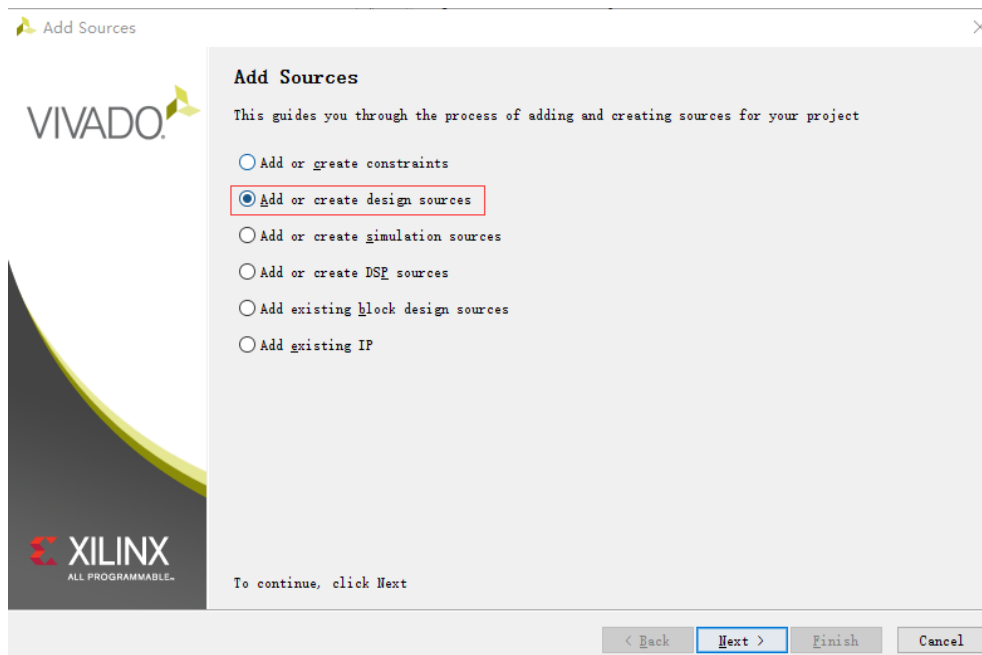 Add Sources
VIVADO.
Add Sources
This guides you through the process of adding and creating sources for your project
Add or create constraints
Add or create design sources
Add or create simulation sources
Add or create DSP sources
Add existing block design sources
Add existing IP
XILINX
ALL PROGRAMMABLE™
To continue, click Next
< Back
Next >
Finish
Cancel